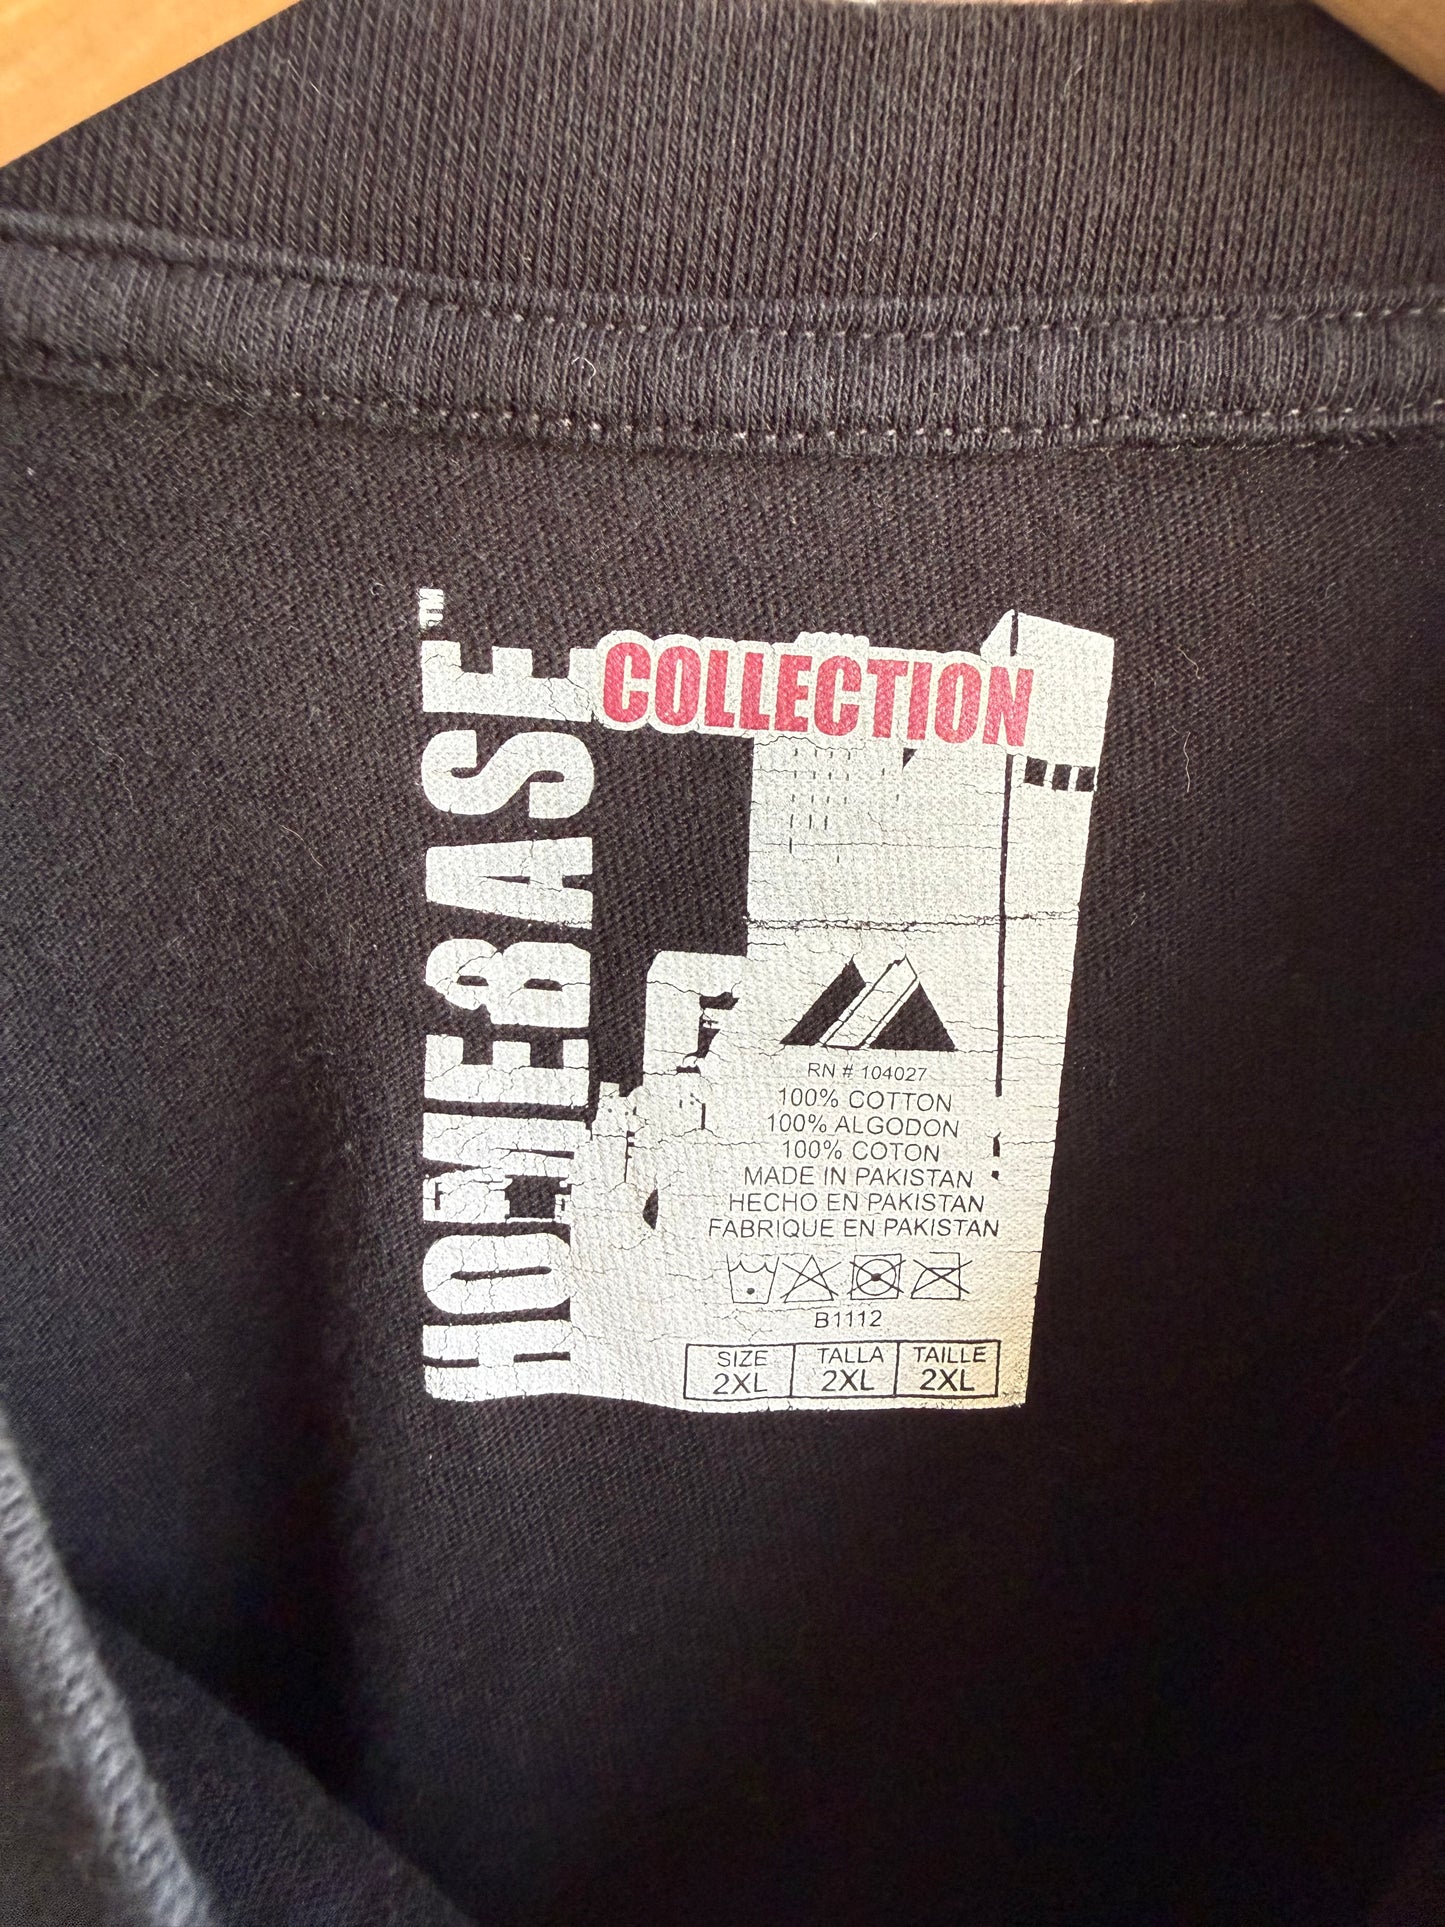 HOMEBASE™
COLLECTION
RN # 104027
100% COTTON
100% ALGODON
100% COTON
MADE IN PAKISTAN
HECHO EN PAKISTAN
FABRIQUE EN PAKISTAN
B1112
SIZE TALLA TAILLE
2XL 2XL 2XL